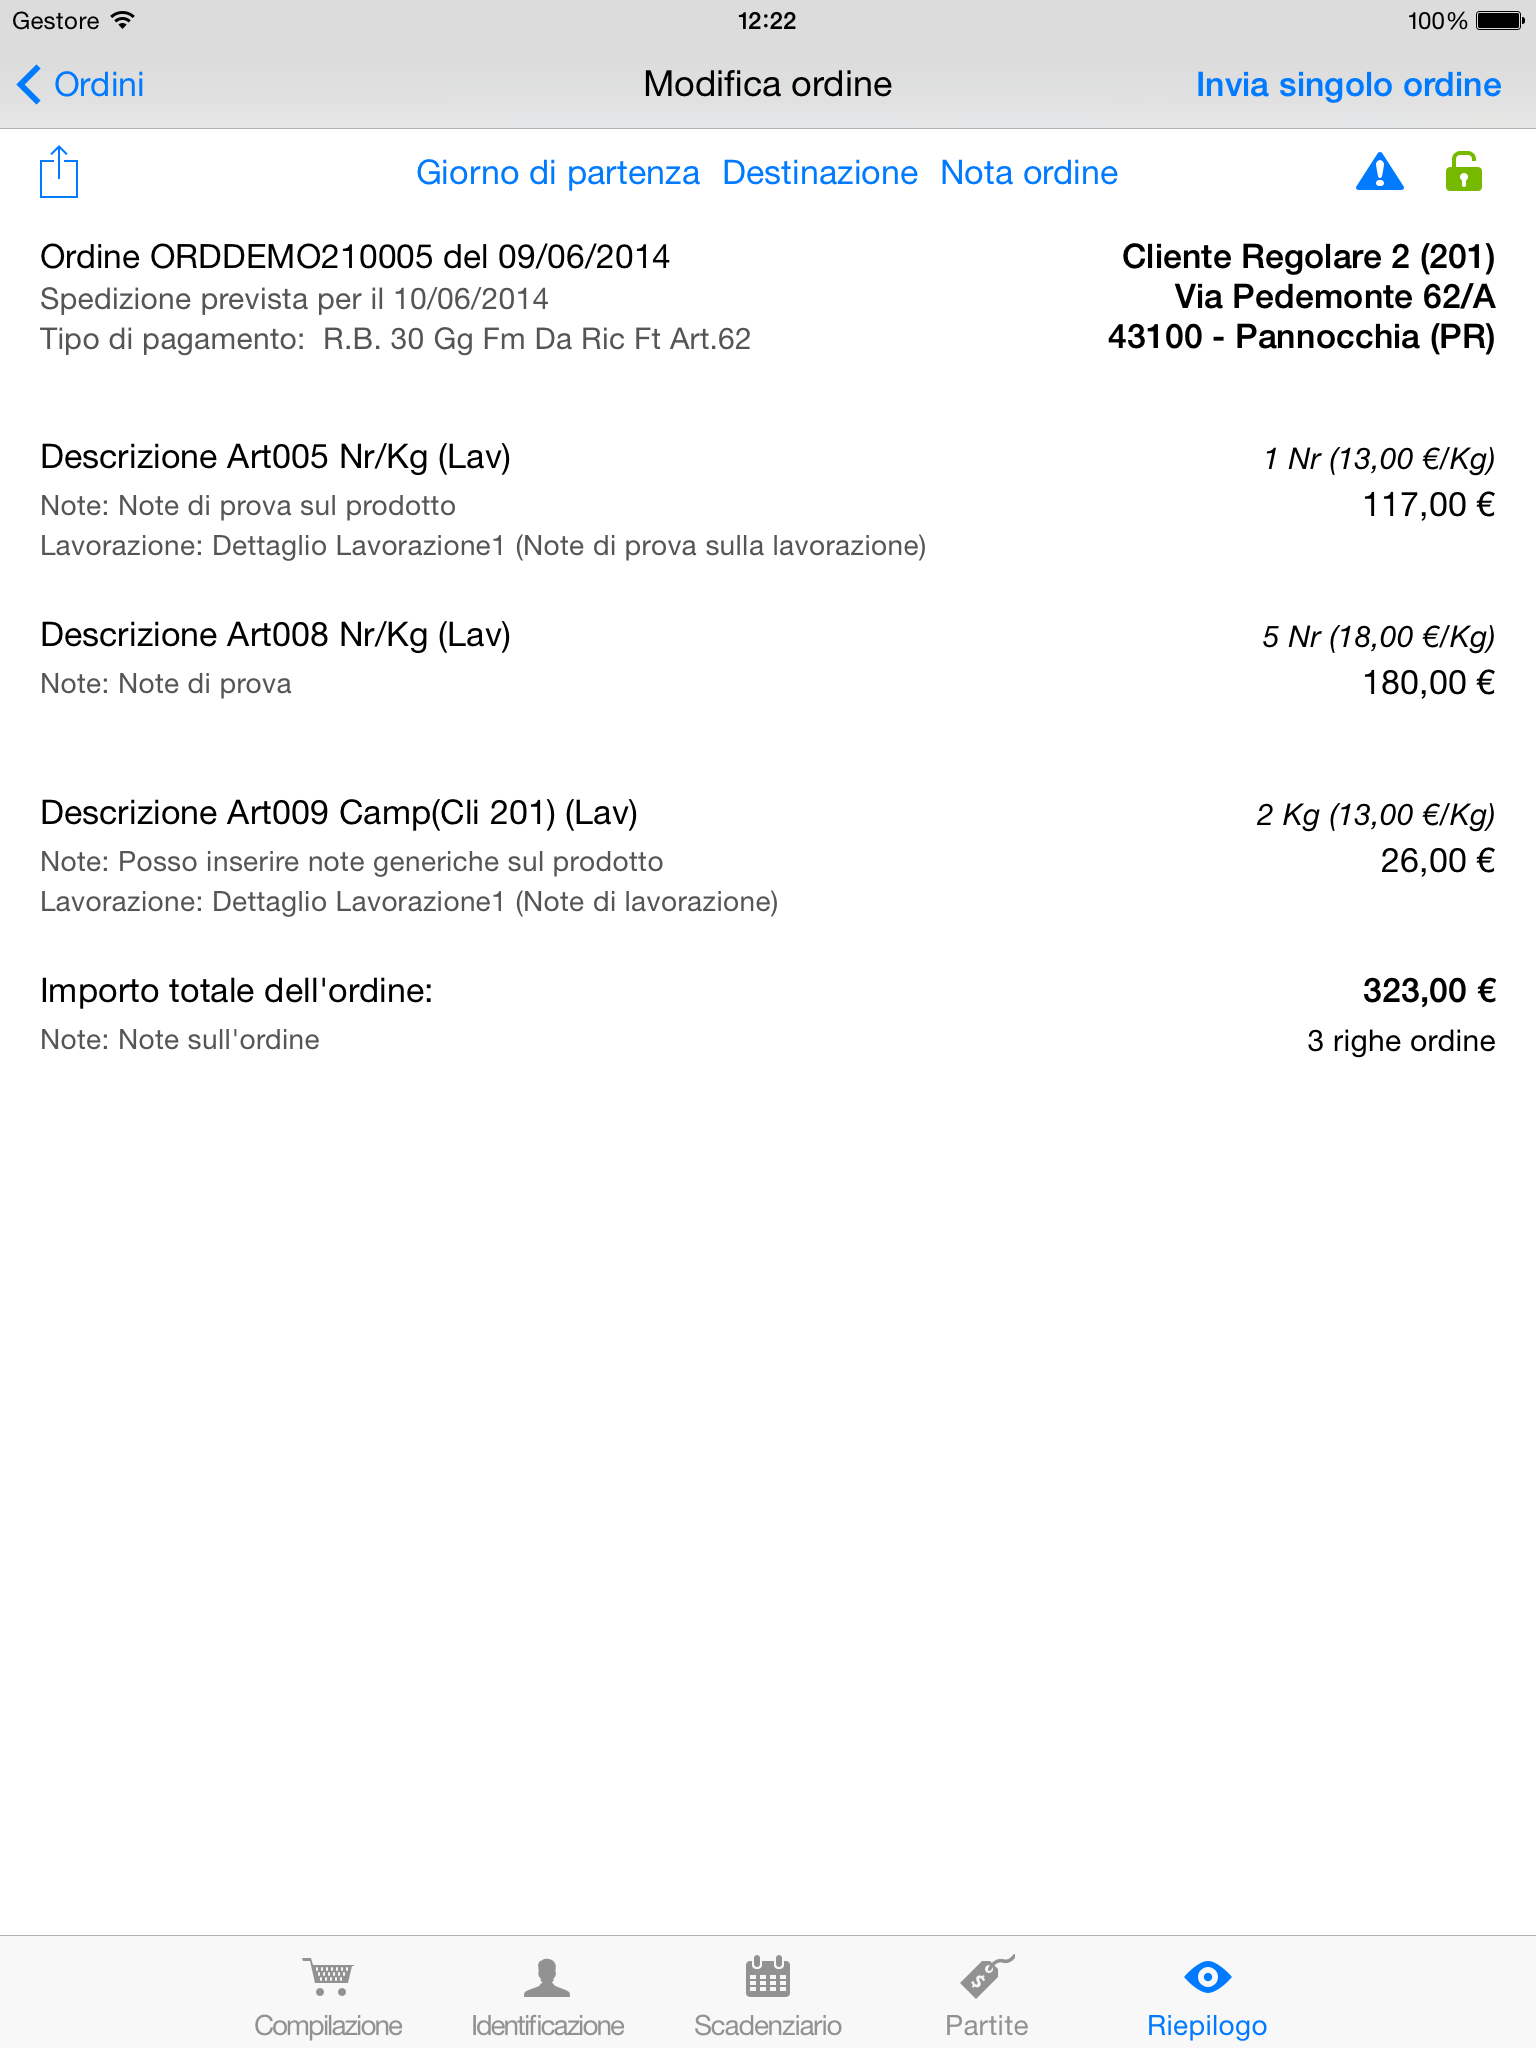 Gestore 12:22 100%
Ordini Modifica ordine Invia singolo ordine
Giorno di partenza Destinazione Nota ordine
Ordine ORDDEMO210005 del 09/06/2014
Spedizione prevista per il 10/06/2014
Tipo di pagamento: R.B. 30 Gg Fm Da Ric Ft Art.62
Cliente Regolare 2 (201)
Via Pedemonte 62/A
43100 - Pannocchia (PR)
Descrizione Art005 Nr/Kg (Lav) 1 Nr (13,00 €/Kg)
Note: Note di prova sul prodotto 117,00 €
Lavorazione: Dettaglio Lavorazione1 (Note di prova sulla lavorazione)
Descrizione Art008 Nr/Kg (Lav) 5 Nr (18,00 €/Kg)
Note: Note di prova 180,00 €
Descrizione Art009 Camp(Cli 201) (Lav) 2 Kg (13,00 €/Kg)
Note: Posso inserire note generiche sul prodotto 26,00 €
Lavorazione: Dettaglio Lavorazione1 (Note di lavorazione)
Importo totale dell'ordine: 323,00 €
Note: Note sull'ordine 3 righe ordine
Compilazione Identificazione Scadenziario Partite Riepilogo